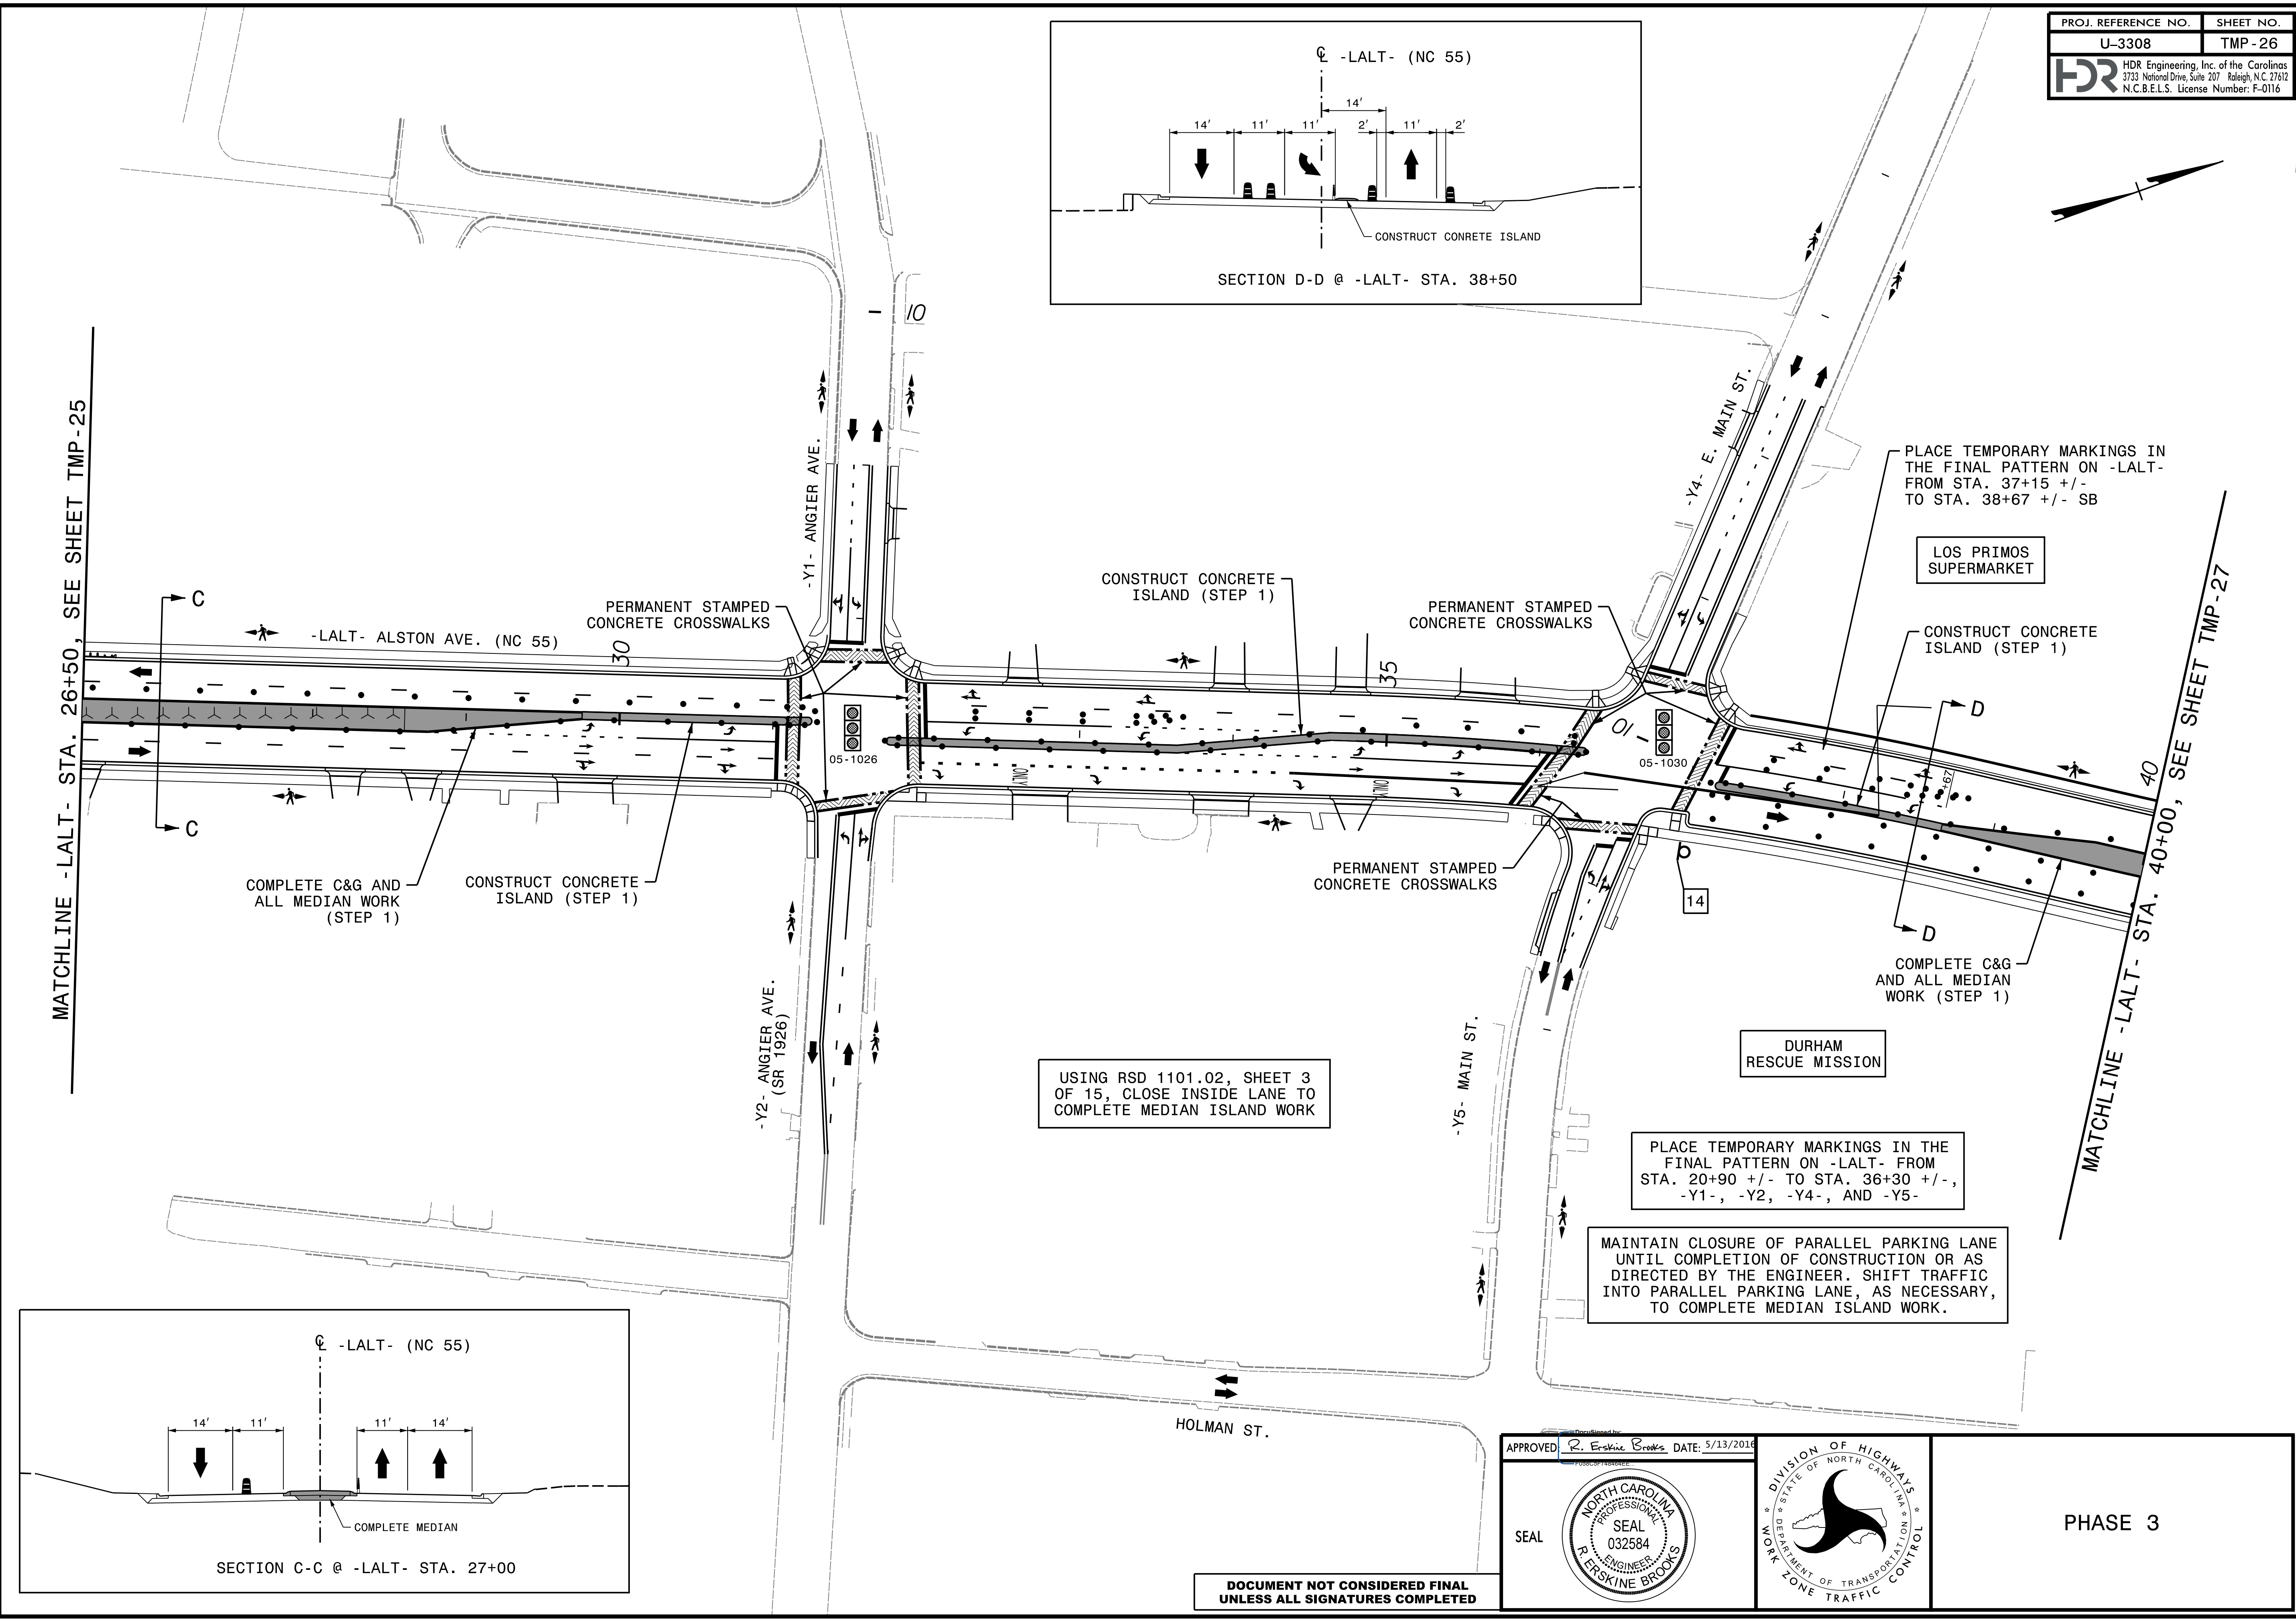 PROJ. REFERENCE NO.
SHEET NO.
U-3308
TMP-26
HDR
HDR Engineering, Inc. of the Carolinas
3733 National Drive, Suite 207 Raleigh, N.C. 27612
N.C.B.E.L.S. License Number: F-0116
℄ -LALT- (NC 55)
14'
14' 11' 11' 2' 11' 2'
CONSTRUCT CONRETE ISLAND
SECTION D-D @ -LALT- STA. 38+50
10
-Y1- ANGIER AVE.
-Y4- E. MAIN ST.
PLACE TEMPORARY MARKINGS IN
THE FINAL PATTERN ON -LALT-
FROM STA. 37+15 +/-
TO STA. 38+67 +/- SB
LOS PRIMOS
SUPERMARKET
MATCHLINE -LALT- STA. 26+50, SEE SHEET TMP-25
C
-LALT- ALSTON AVE. (NC 55)
30
PERMANENT STAMPED
CONCRETE CROSSWALKS
CONSTRUCT CONCRETE
ISLAND (STEP 1)
35
PERMANENT STAMPED
CONCRETE CROSSWALKS
CONSTRUCT CONCRETE
ISLAND (STEP 1)
D
10
05-1026
05-1030
ONLY
ONLY
+67
40
MATCHLINE -LALT- STA. 40+00, SEE SHEET TMP-27
C
COMPLETE C&G AND
ALL MEDIAN WORK
(STEP 1)
CONSTRUCT CONCRETE
ISLAND (STEP 1)
PERMANENT STAMPED
CONCRETE CROSSWALKS
14
D
COMPLETE C&G
AND ALL MEDIAN
WORK (STEP 1)
-Y2- ANGIER AVE.
(SR 1926)
-Y5- MAIN ST.
USING RSD 1101.02, SHEET 3
OF 15, CLOSE INSIDE LANE TO
COMPLETE MEDIAN ISLAND WORK
DURHAM
RESCUE MISSION
PLACE TEMPORARY MARKINGS IN THE
FINAL PATTERN ON -LALT- FROM
STA. 20+90 +/- TO STA. 36+30 +/-,
-Y1-, -Y2, -Y4-, AND -Y5-
MAINTAIN CLOSURE OF PARALLEL PARKING LANE
UNTIL COMPLETION OF CONSTRUCTION OR AS
DIRECTED BY THE ENGINEER. SHIFT TRAFFIC
INTO PARALLEL PARKING LANE, AS NECESSARY,
TO COMPLETE MEDIAN ISLAND WORK.
HOLMAN ST.
℄ -LALT- (NC 55)
14' 11' 11' 14'
COMPLETE MEDIAN
SECTION C-C @ -LALT- STA. 27+00
DOCUMENT NOT CONSIDERED FINAL
UNLESS ALL SIGNATURES COMPLETED
DocuSigned by:
APPROVED: R. Erskine Brooks DATE: 5/13/2016
SEAL
NORTH CAROLINA
PROFESSIONAL
SEAL
032584
ENGINEER
R. ERSKINE BROOKS
DIVISION OF HIGHWAYS
STATE OF NORTH CAROLINA
DEPARTMENT OF TRANSPORTATION
WORK ZONE TRAFFIC CONTROL
PHASE 3